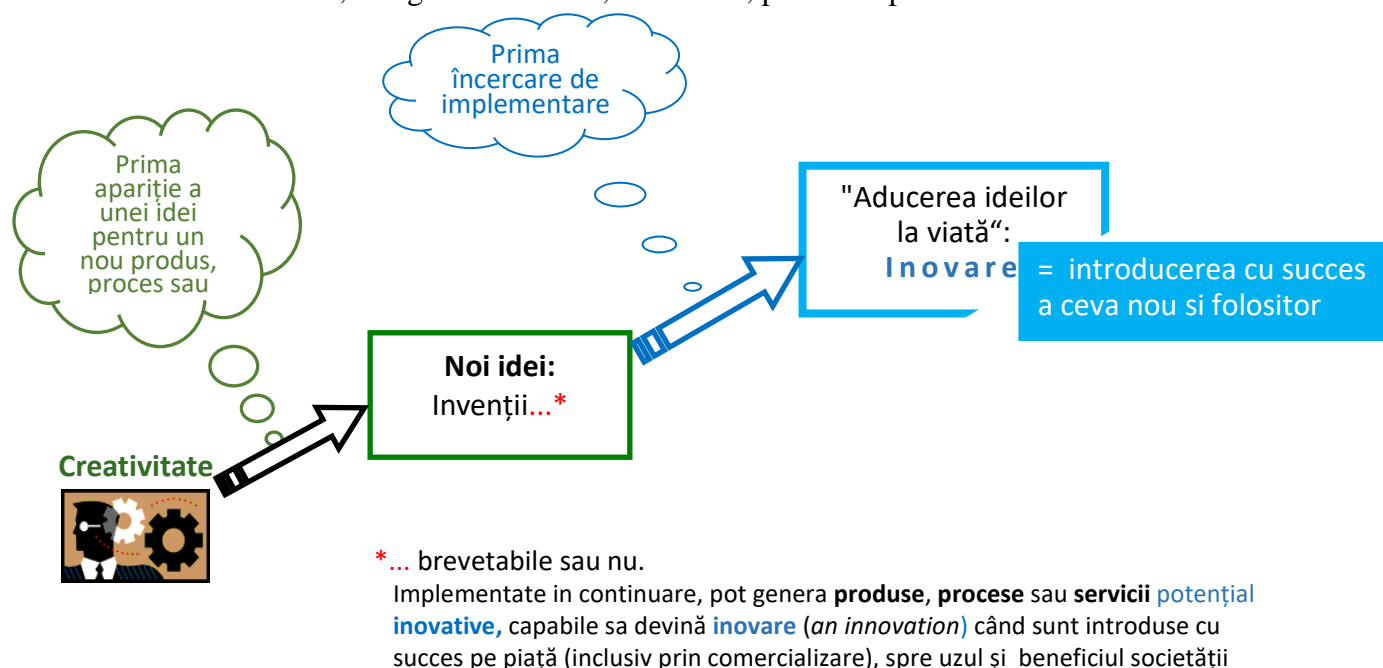 Prima
încercare de
implementare
Prima
apariție a
unei idei
pentru un
nou produs,
proces sau
"Aducerea ideilor
la viață“:
Inovare
= introducerea cu succes
a ceva nou si folositor
Noi idei:
Invenții...*
Creativitate
*... brevetabile sau nu.
Implementate in continuare, pot genera produse, procese sau servicii potențial
inovative, capabile sa devină inovare (an innovation) când sunt introduse cu
succes pe piață (inclusiv prin comercializare), spre uzul și beneficiul societății